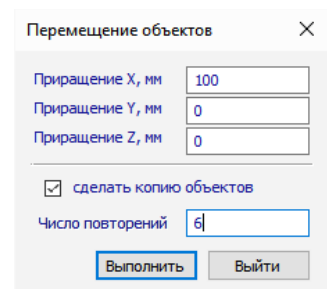 Перемещение объектов
Приращение X, мм 100
Приращение Y, мм 0
Приращение Z, мм 0
сделать копию объектов
Число повторений 6
Выполнить Выйти